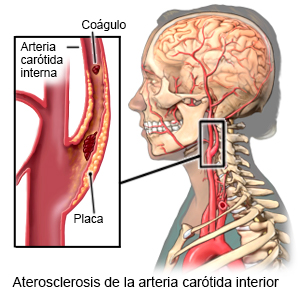 Coágulo
Arteria
carótida
interna
Placa
Aterosclerosis de la arteria carótida interior